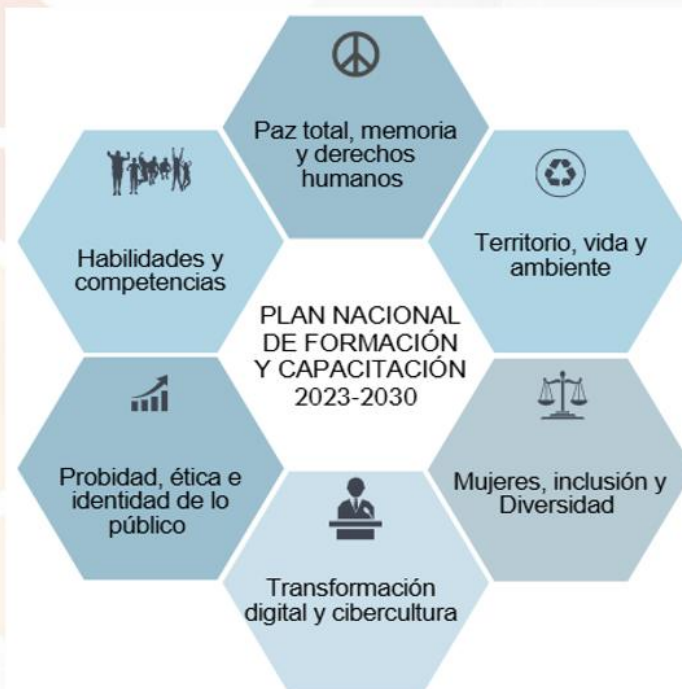 Paz total, memoria
y derechos
humanos
Habilidades y
competencias
Territorio, vida y
ambiente
PLAN NACIONAL
DE FORMACIÓN
Y CAPACITACIÓN
2023-2030
Probidad, ética e
identidad de lo
público
Mujeres, inclusión y
Diversidad
Transformación
digital y cibercultura